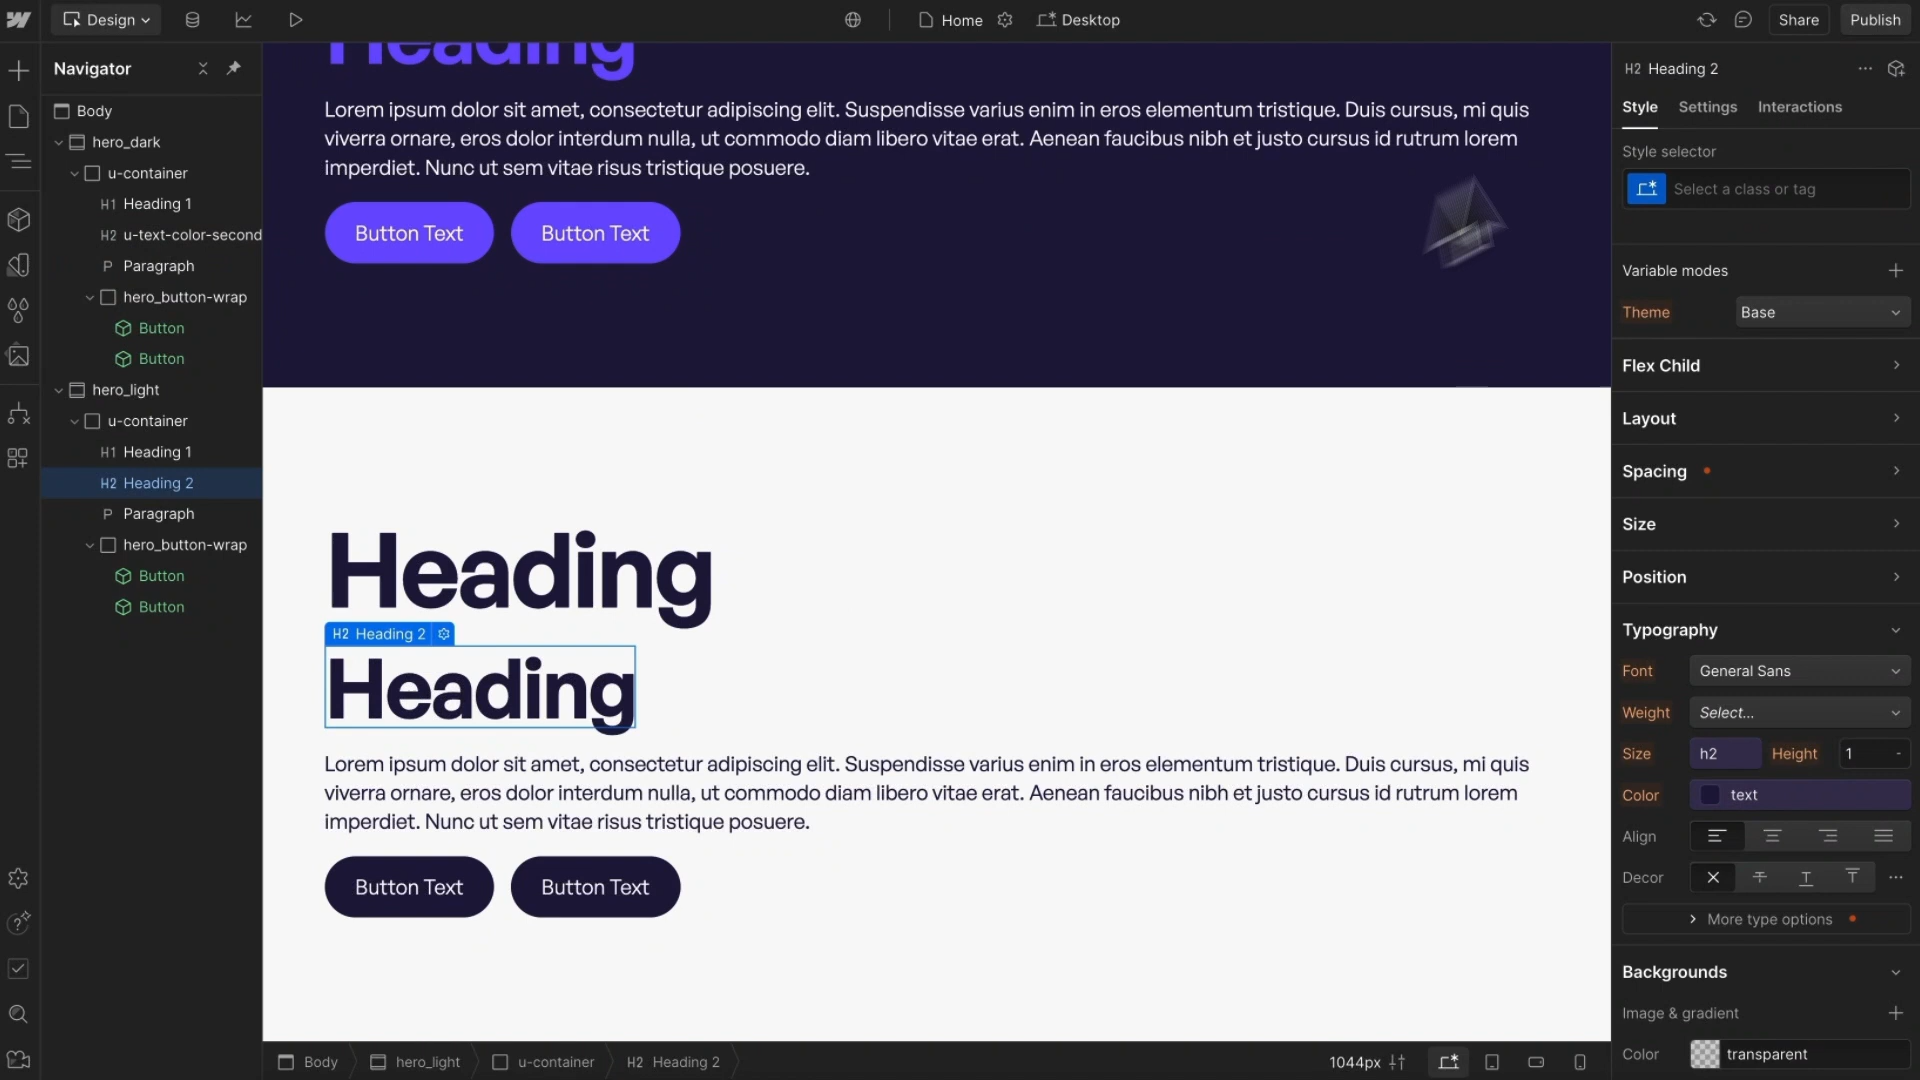 Design
Home
Desktop
Share
Publish
Navigator
Body
hero_dark
u-container
H1 Heading 1
H2 u-text-color-second
P Paragraph
hero_button-wrap
Button
Button
hero_light
u-container
H1 Heading 1
H2 Heading 2
P Paragraph
hero_button-wrap
Button
Button
Heading
Lorem ipsum dolor sit amet, consectetur adipiscing elit. Suspendisse varius enim in eros elementum tristique. Duis cursus, mi quis
viverra ornare, eros dolor interdum nulla, ut commodo diam libero vitae erat. Aenean faucibus nibh et justo cursus id rutrum lorem
imperdiet. Nunc ut sem vitae risus tristique posuere.
Button Text
Button Text
Heading
H2 Heading 2
Heading
Lorem ipsum dolor sit amet, consectetur adipiscing elit. Suspendisse varius enim in eros elementum tristique. Duis cursus, mi quis
viverra ornare, eros dolor interdum nulla, ut commodo diam libero vitae erat. Aenean faucibus nibh et justo cursus id rutrum lorem
imperdiet. Nunc ut sem vitae risus tristique posuere.
Button Text
Button Text
Body
hero_light
u-container
H2 Heading 2
1044px
H2 Heading 2
Style
Settings
Interactions
Style selector
Select a class or tag
Variable modes
Theme
Base
Flex Child
Layout
Spacing
Size
Position
Typography
Font
General Sans
Weight
Select...
Size
h2
Height
1
-
Color
text
Align
Decor
More type options
Backgrounds
Image & gradient
Color
transparent